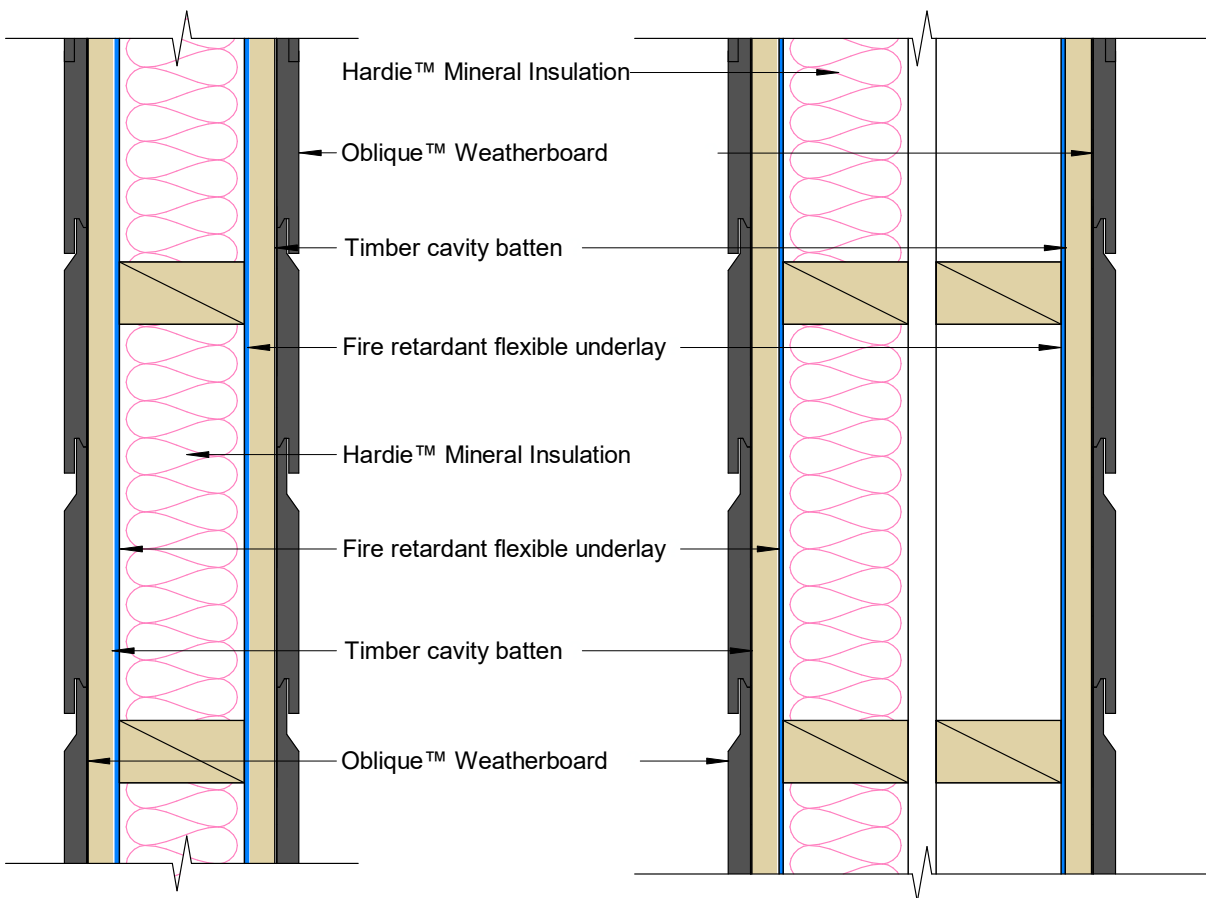 Hardie™ Mineral Insulation
Oblique™ Weatherboard
Timber cavity batten
Fire retardant flexible underlay
Hardie™ Mineral Insulation
Fire retardant flexible underlay
Timber cavity batten
Oblique™ Weatherboard